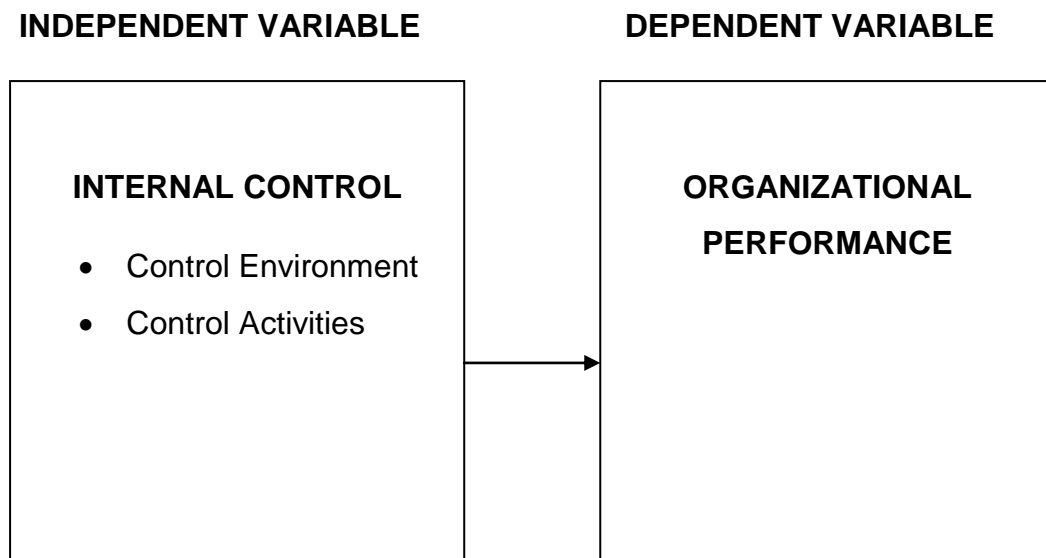 INDEPENDENT VARIABLE
DEPENDENT VARIABLE
INTERNAL CONTROL
• Control Environment
• Control Activities
ORGANIZATIONAL
PERFORMANCE